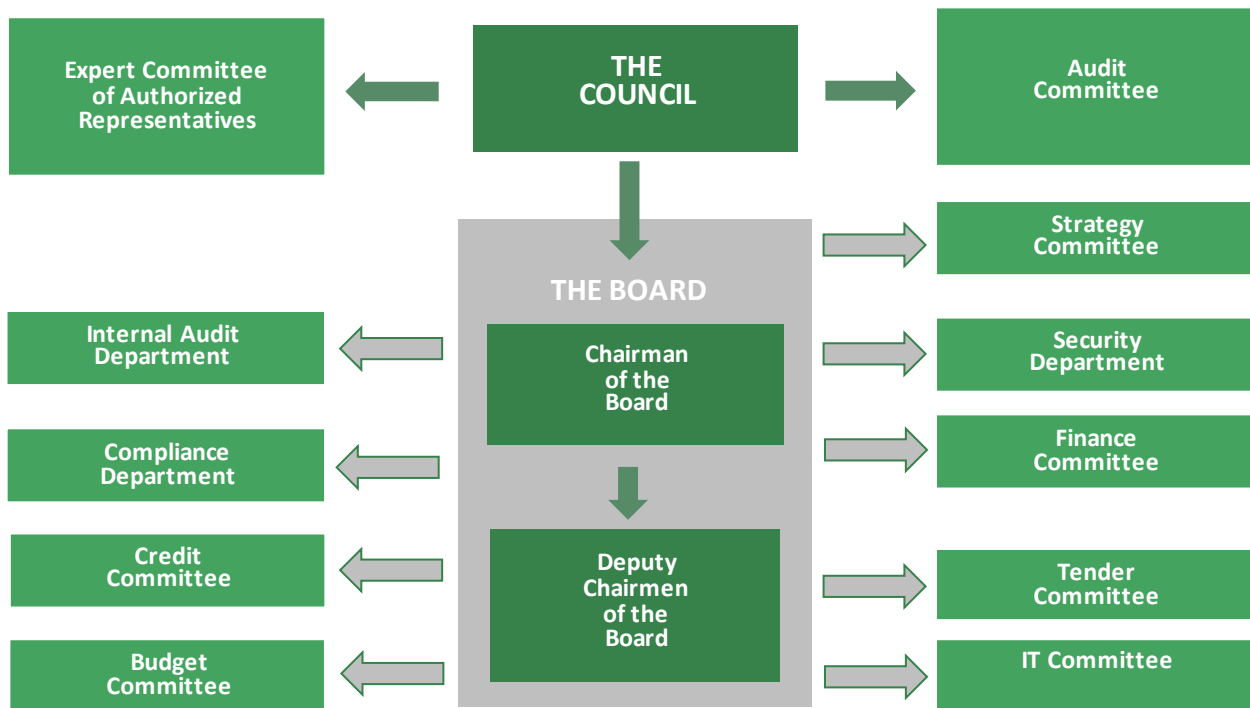 Expert Committee
of Authorized
Representatives
THE
COUNCIL
Audit
Committee
Strategy
Committee
THE BOARD
Internal Audit
Department
Chairman
of the
Board
Security
Department
Compliance
Department
Finance
Committee
Credit
Committee
Deputy
Chairmen
of the
Board
Tender
Committee
Budget
Committee
IT Committee